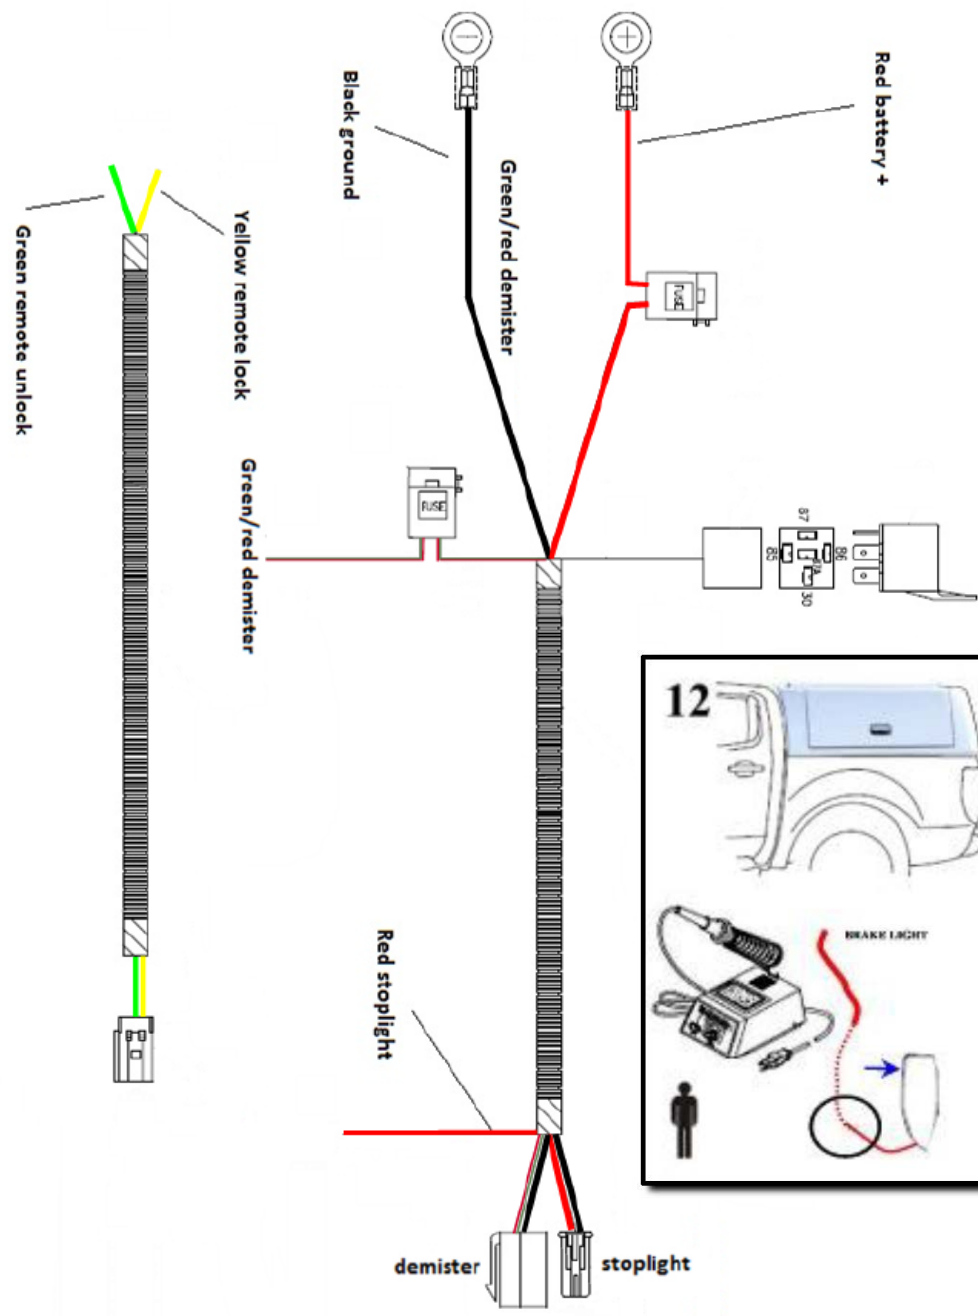 Black ground
Red battery +
Green/red demister
Green remote unlock
Yellow remote lock
FUSE
Green/red demister
FUSE
87
85
86
87A
30
12
BRAKE LIGHT
Red stoplight
demister
stoplight